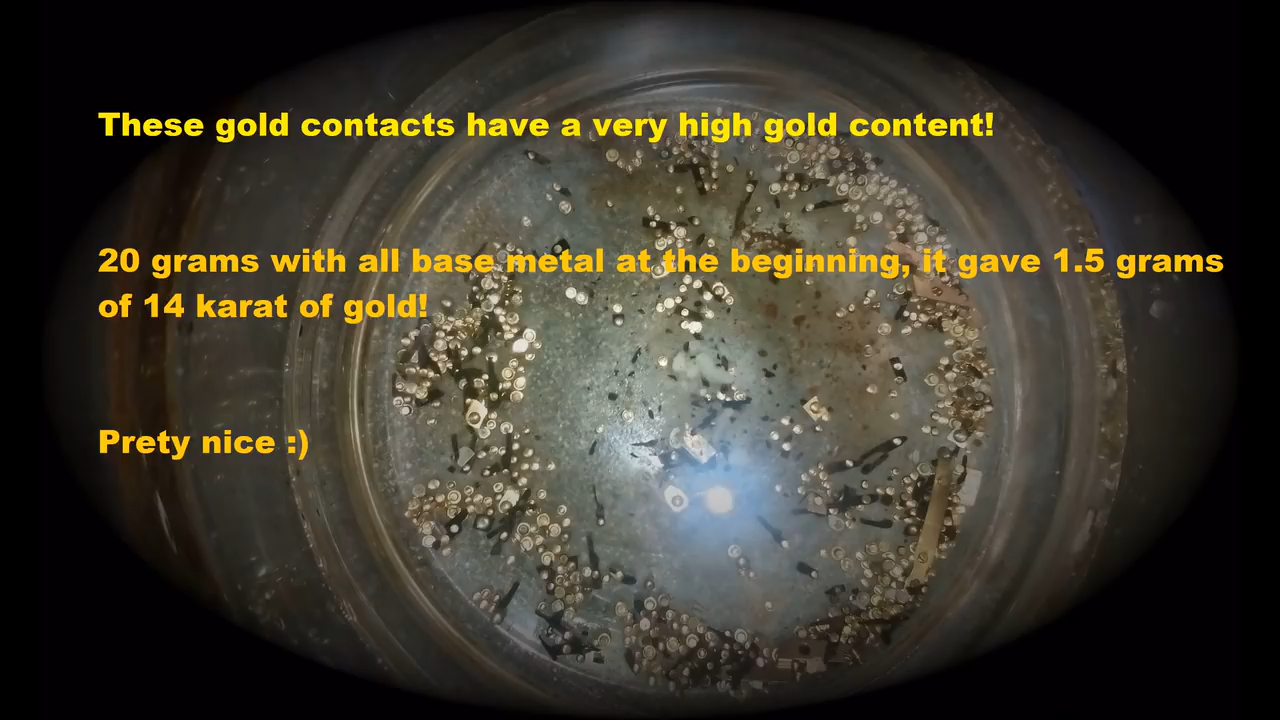 These gold contacts have a very high gold content!
20 grams with all base metal at the beginning, it gave 1.5 grams
of 14 karat of gold!
Prety nice :)